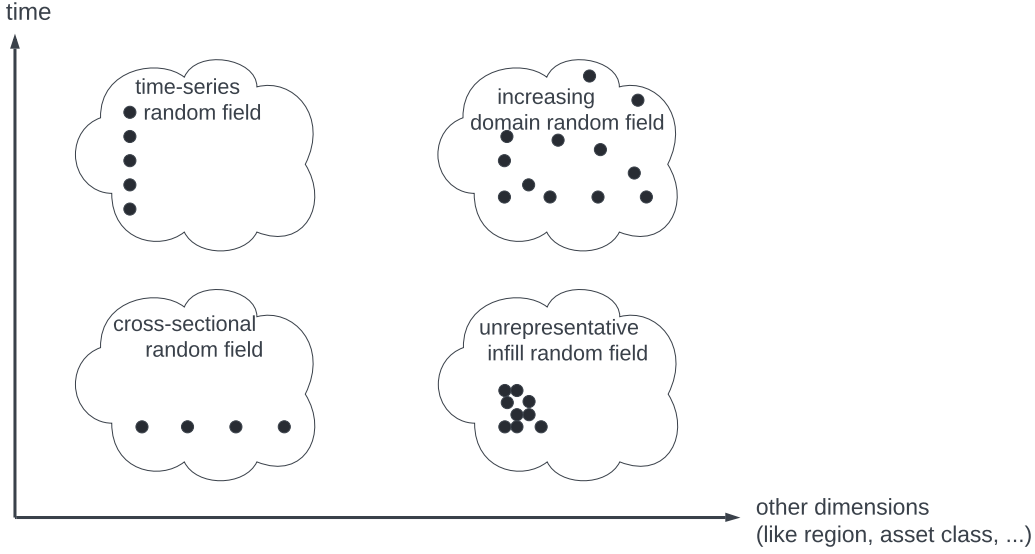 time
time-series
random field
increasing
domain random field
cross-sectional
random field
unrepresentative
infill random field
other dimensions
(like region, asset class, ...)